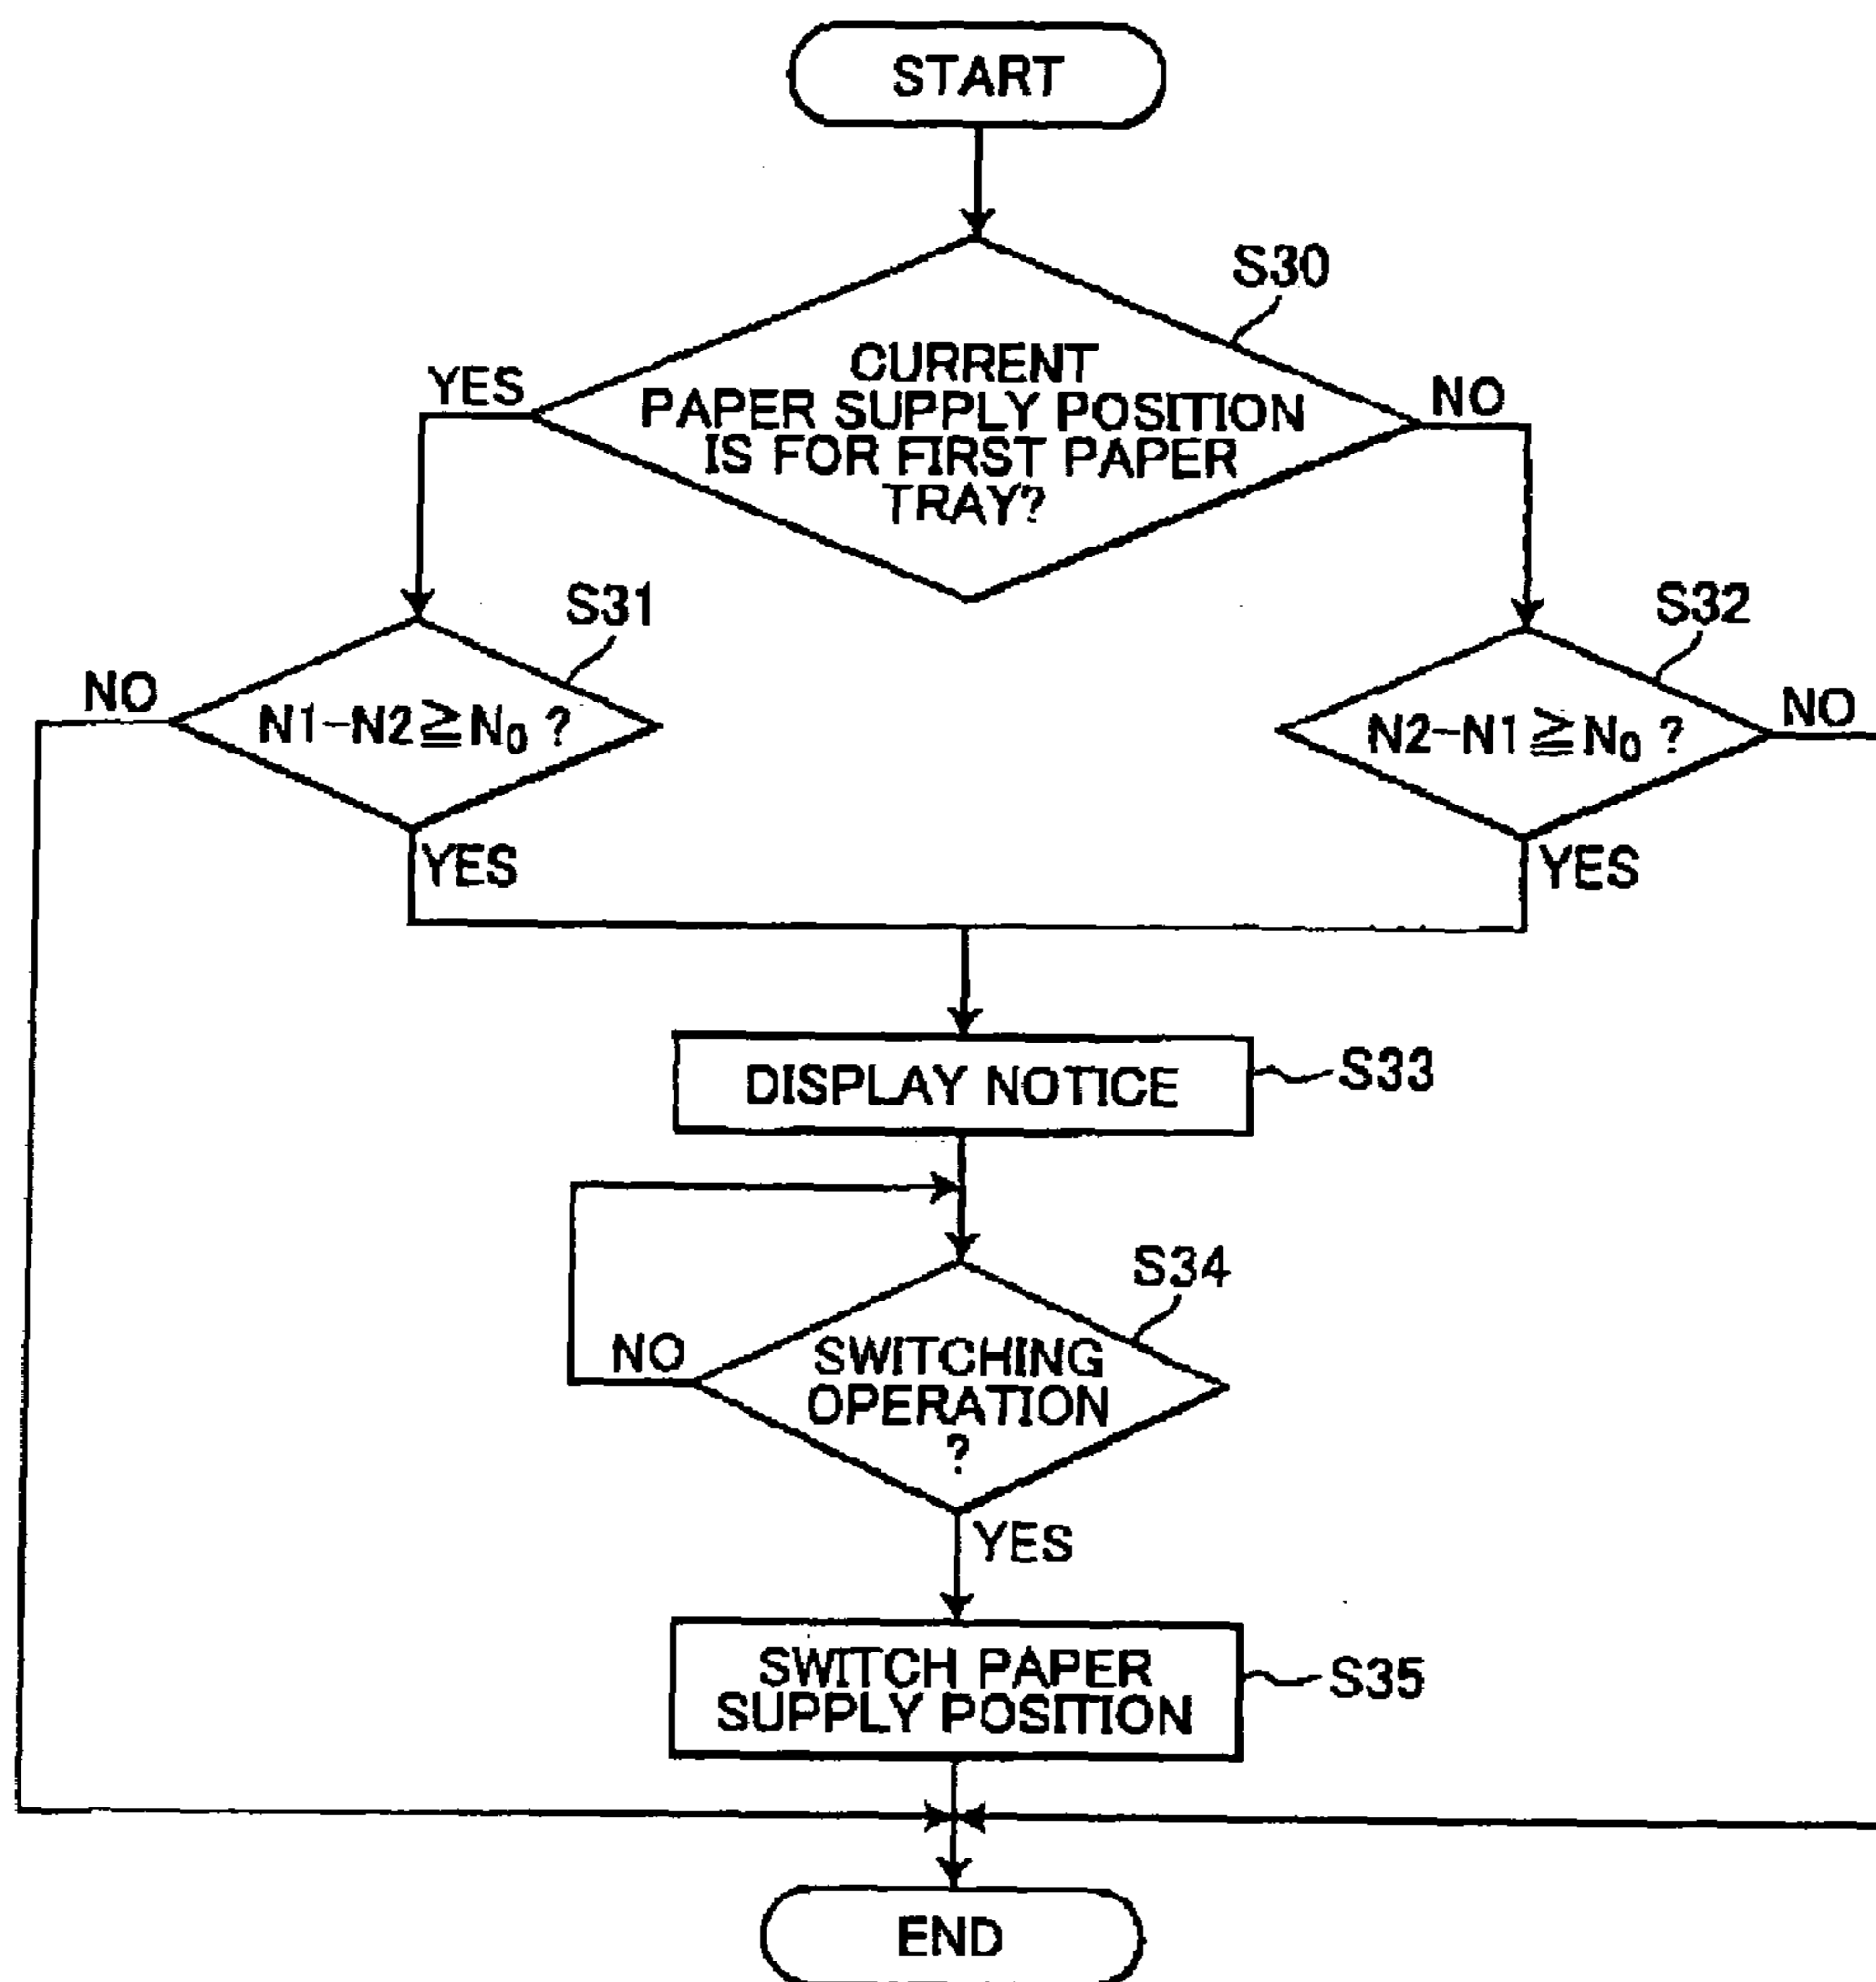 START
S30
CURRENT
PAPER SUPPLY POSITION
IS FOR FIRST PAPER
TRAY?
YES
NO
S31
S32
NO
N1-N2≧N₀ ?
N2-N1≧N₀ ?
NO
YES
YES
DISPLAY NOTICE
S33
S34
NO
SWITCHING
OPERATION
?
YES
SWITCH PAPER
SUPPLY POSITION
S35
END